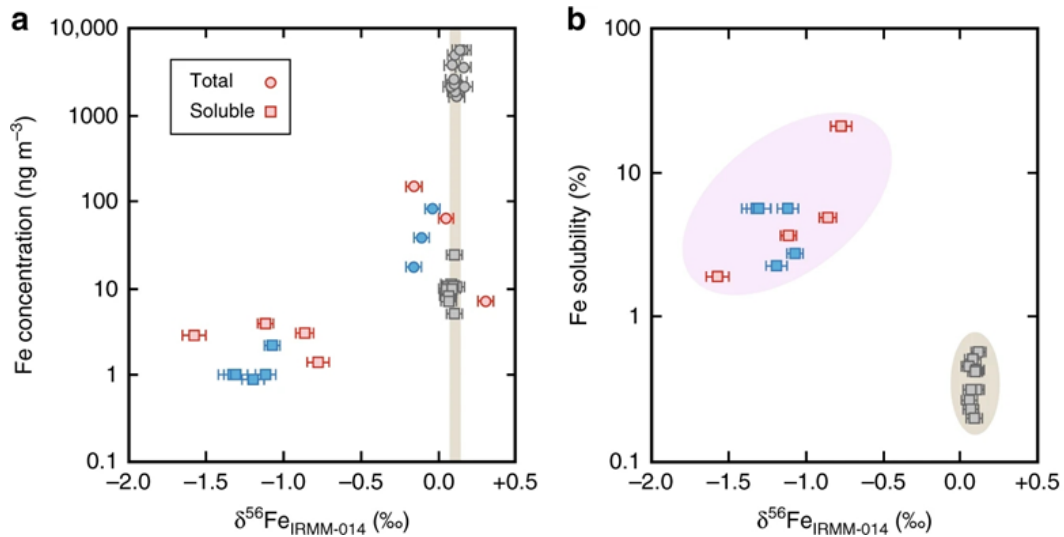 a
10,000
1000
100
10
1
0.1
Fe concentration (ng m⁻³)
Total
Soluble
−2.0 −1.5 −1.0 −0.5 0.0 +0.5
δ⁵⁶Fe_IRMM-014 (‰)
b
100
10
1
0.1
Fe solubility (%)
−2.0 −1.5 −1.0 −0.5 0.0 +0.5
δ⁵⁶Fe_IRMM-014 (‰)